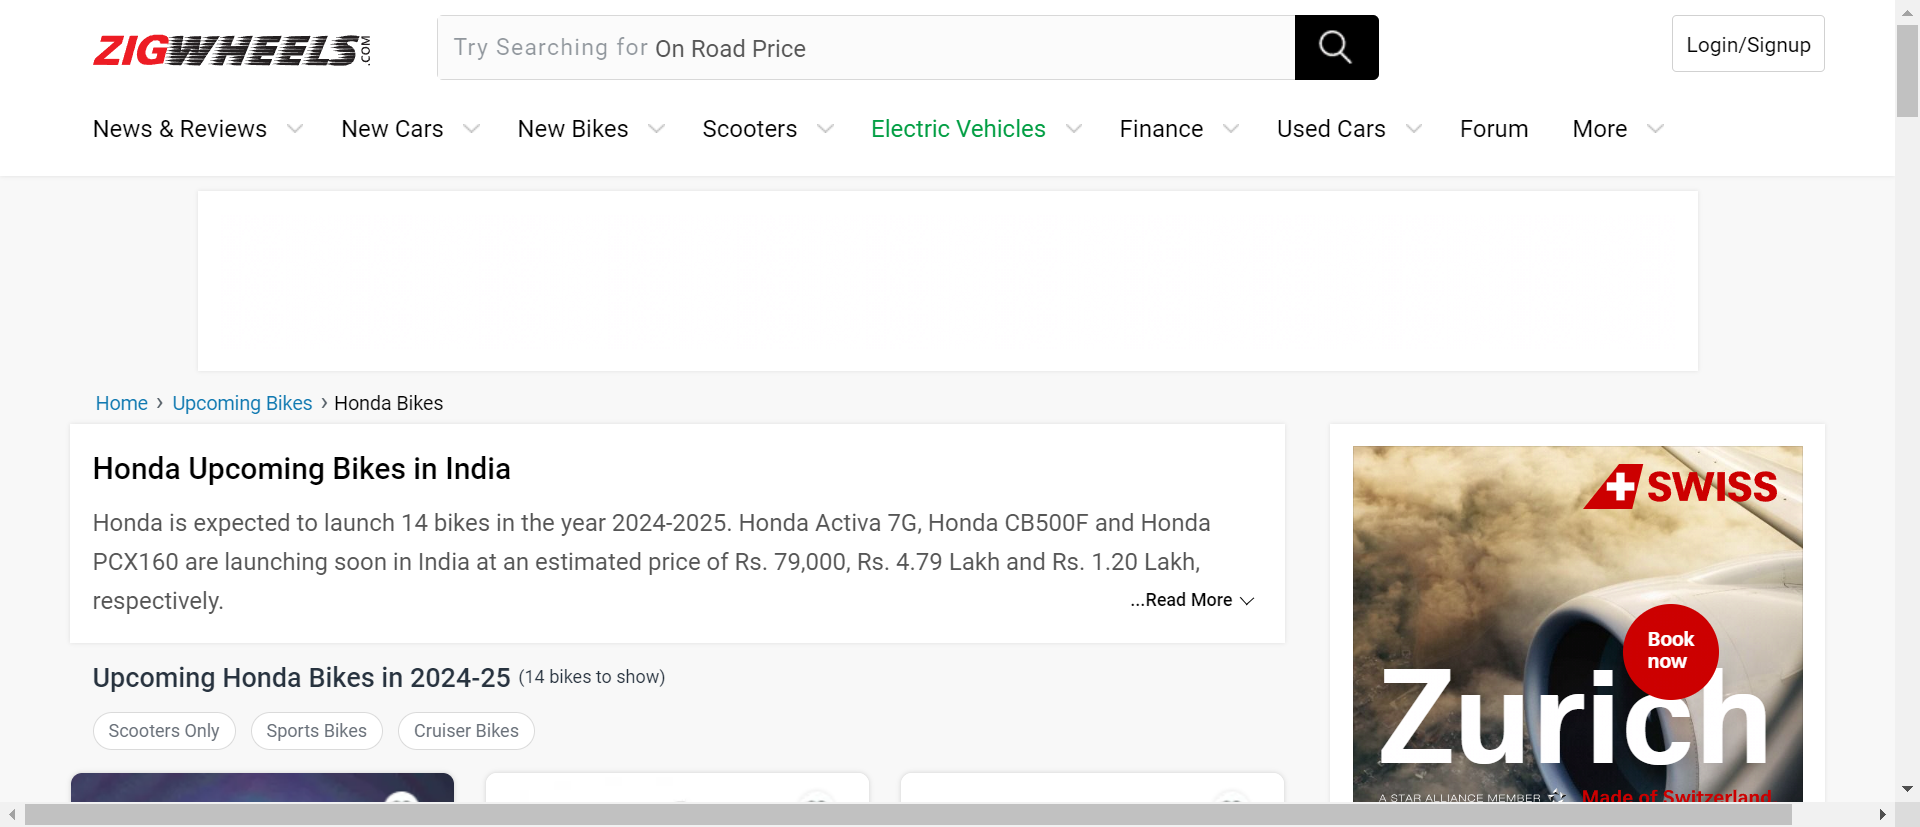 ZIGWHEELS.COM
Try Searching for On Road Price
Login/Signup
News & Reviews
New Cars
New Bikes
Scooters
Electric Vehicles
Finance
Used Cars
Forum
More
Home › Upcoming Bikes › Honda Bikes
Honda Upcoming Bikes in India
Honda is expected to launch 14 bikes in the year 2024-2025. Honda Activa 7G, Honda CB500F and Honda
PCX160 are launching soon in India at an estimated price of Rs. 79,000, Rs. 4.79 Lakh and Rs. 1.20 Lakh,
respectively.
...Read More
Upcoming Honda Bikes in 2024-25 (14 bikes to show)
Scooters Only
Sports Bikes
Cruiser Bikes
SWISS
Book
now
Zurich
A STAR ALLIANCE MEMBER
Made of Switzerland